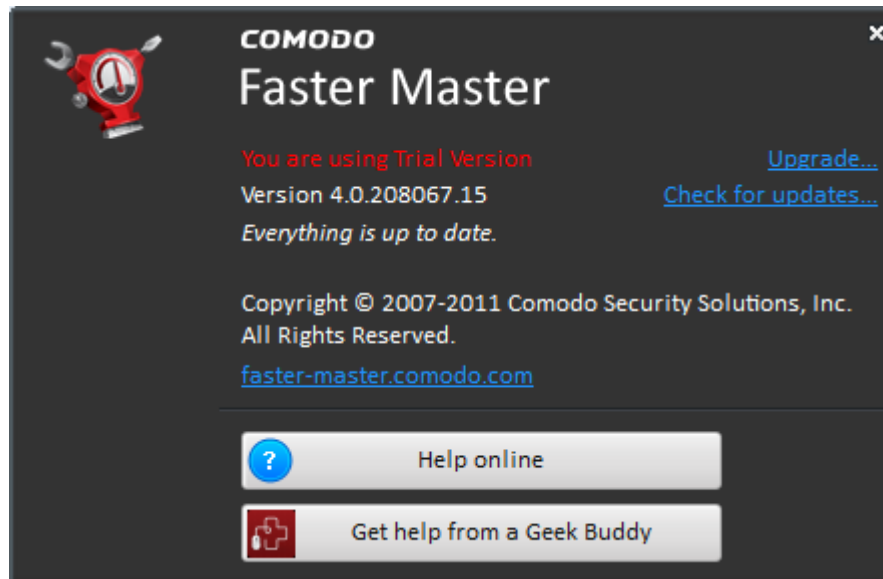 COMODO
Faster Master
You are using Trial Version
Upgrade...
Version 4.0.208067.15
Check for updates...
Everything is up to date.
Copyright © 2007-2011 Comodo Security Solutions, Inc.
All Rights Reserved.
faster-master.comodo.com
Help online
Get help from a Geek Buddy